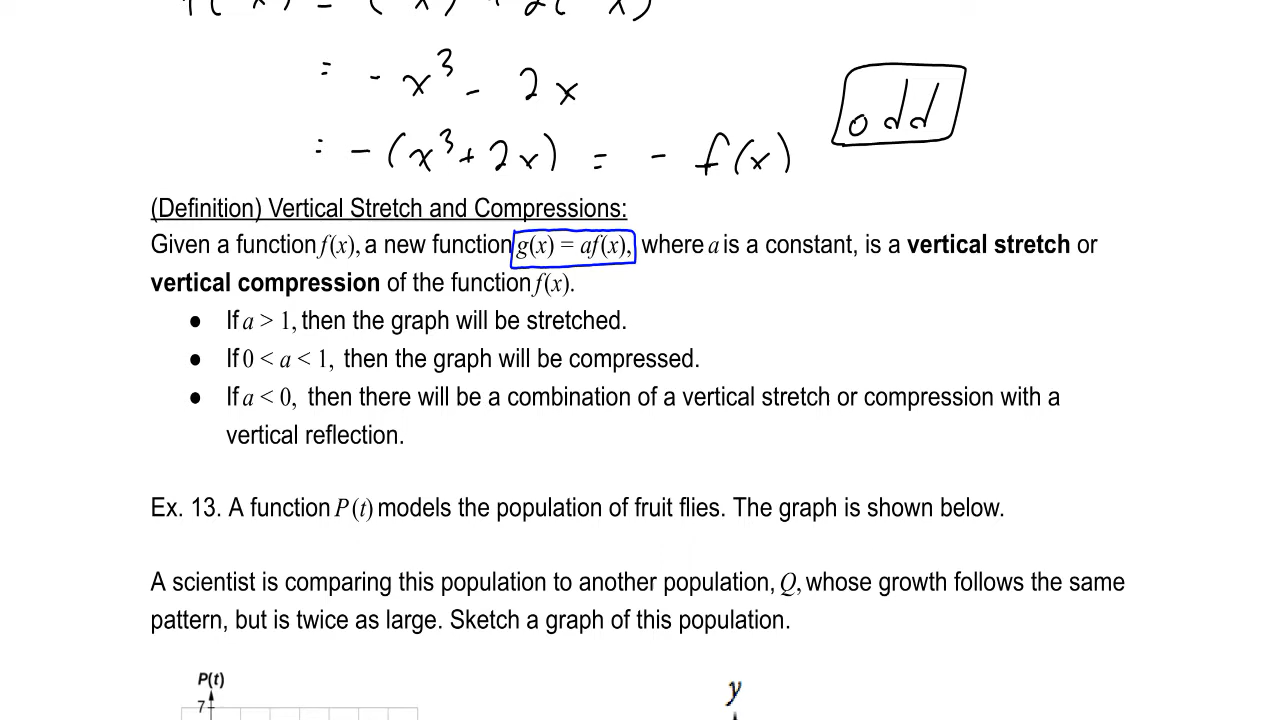 = - x³ - 2x
= - (x³ + 2x) = - f(x)
odd
(Definition) Vertical Stretch and Compressions:
Given a function f(x), a new function g(x) = af(x), where a is a constant, is a vertical stretch or
vertical compression of the function f(x).
● If a > 1, then the graph will be stretched.
● If 0 < a < 1, then the graph will be compressed.
● If a < 0, then there will be a combination of a vertical stretch or compression with a
vertical reflection.
Ex. 13. A function P(t) models the population of fruit flies. The graph is shown below.
A scientist is comparing this population to another population, Q, whose growth follows the same
pattern, but is twice as large. Sketch a graph of this population.
P(t)
7
y